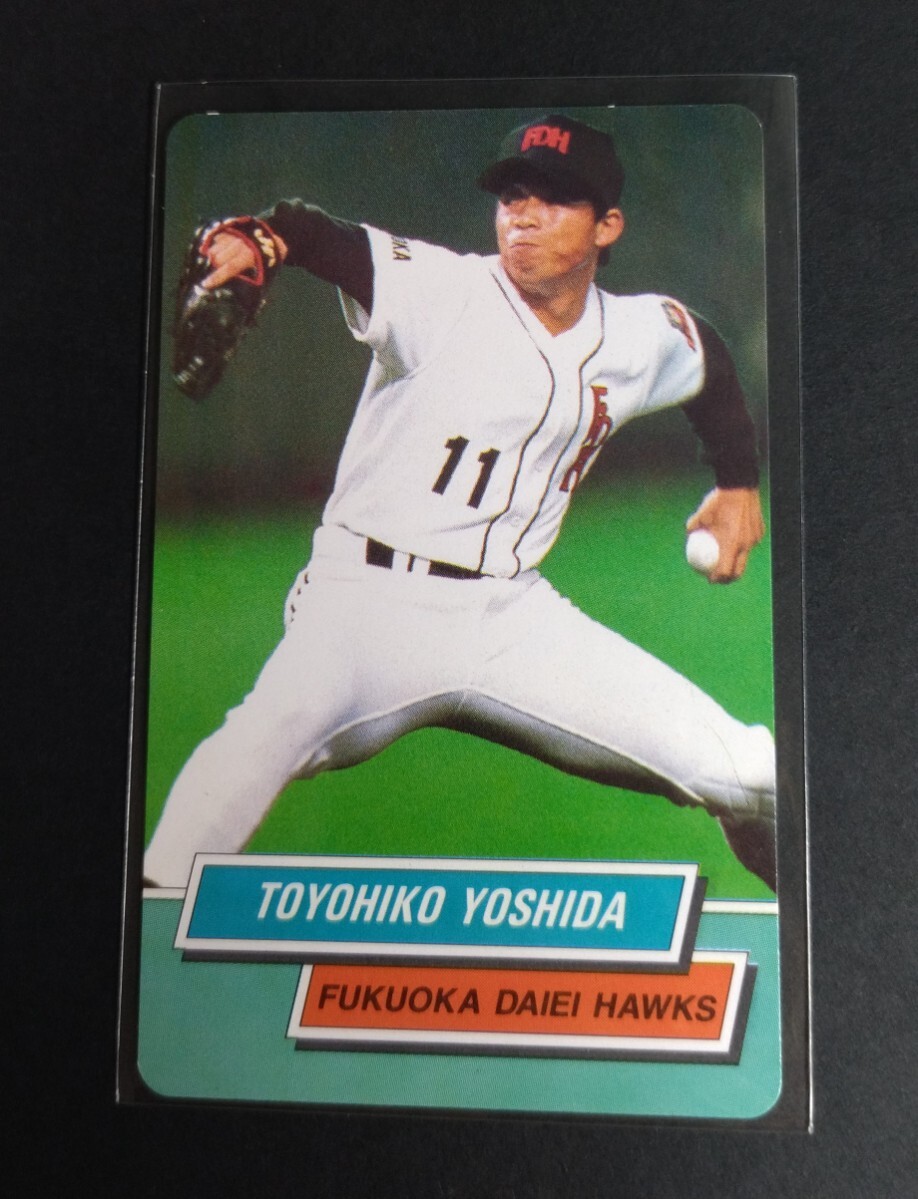 FDH
11
TOYOHIKO YOSHIDA
FUKUOKA DAIEI HAWKS